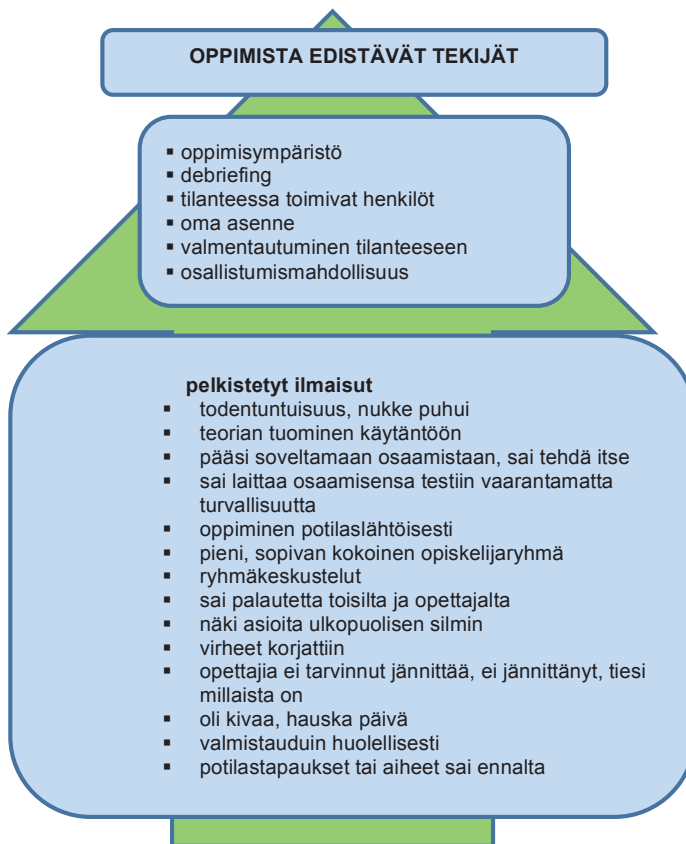 OPPIMISTA EDISTÄVÄT TEKIJÄT
▪ oppimisympäristö
▪ debriefing
▪ tilanteessa toimivat henkilöt
▪ oma asenne
▪ valmentautuminen tilanteeseen
▪ osallistumismahdollisuus
pelkistetyt ilmaisut
▪ todentuntuisuus, nukke puhui
▪ teorian tuominen käytäntöön
▪ pääsi soveltamaan osaamistaan, sai tehdä itse
▪ sai laittaa osaamisensa testiin vaarantamatta
turvallisuutta
▪ oppiminen potilaslähtöisesti
▪ pieni, sopivan kokoinen opiskelijaryhmä
▪ ryhmäkeskustelut
▪ sai palautetta toisilta ja opettajalta
▪ näki asioita ulkopuolisen silmin
▪ virheet korjattiin
▪ opettajia ei tarvinnut jännittää, ei jännittänyt, tiesi
millaista on
▪ oli kivaa, hauska päivä
▪ valmistauduin huolellisesti
▪ potilastapaukset tai aiheet sai ennalta